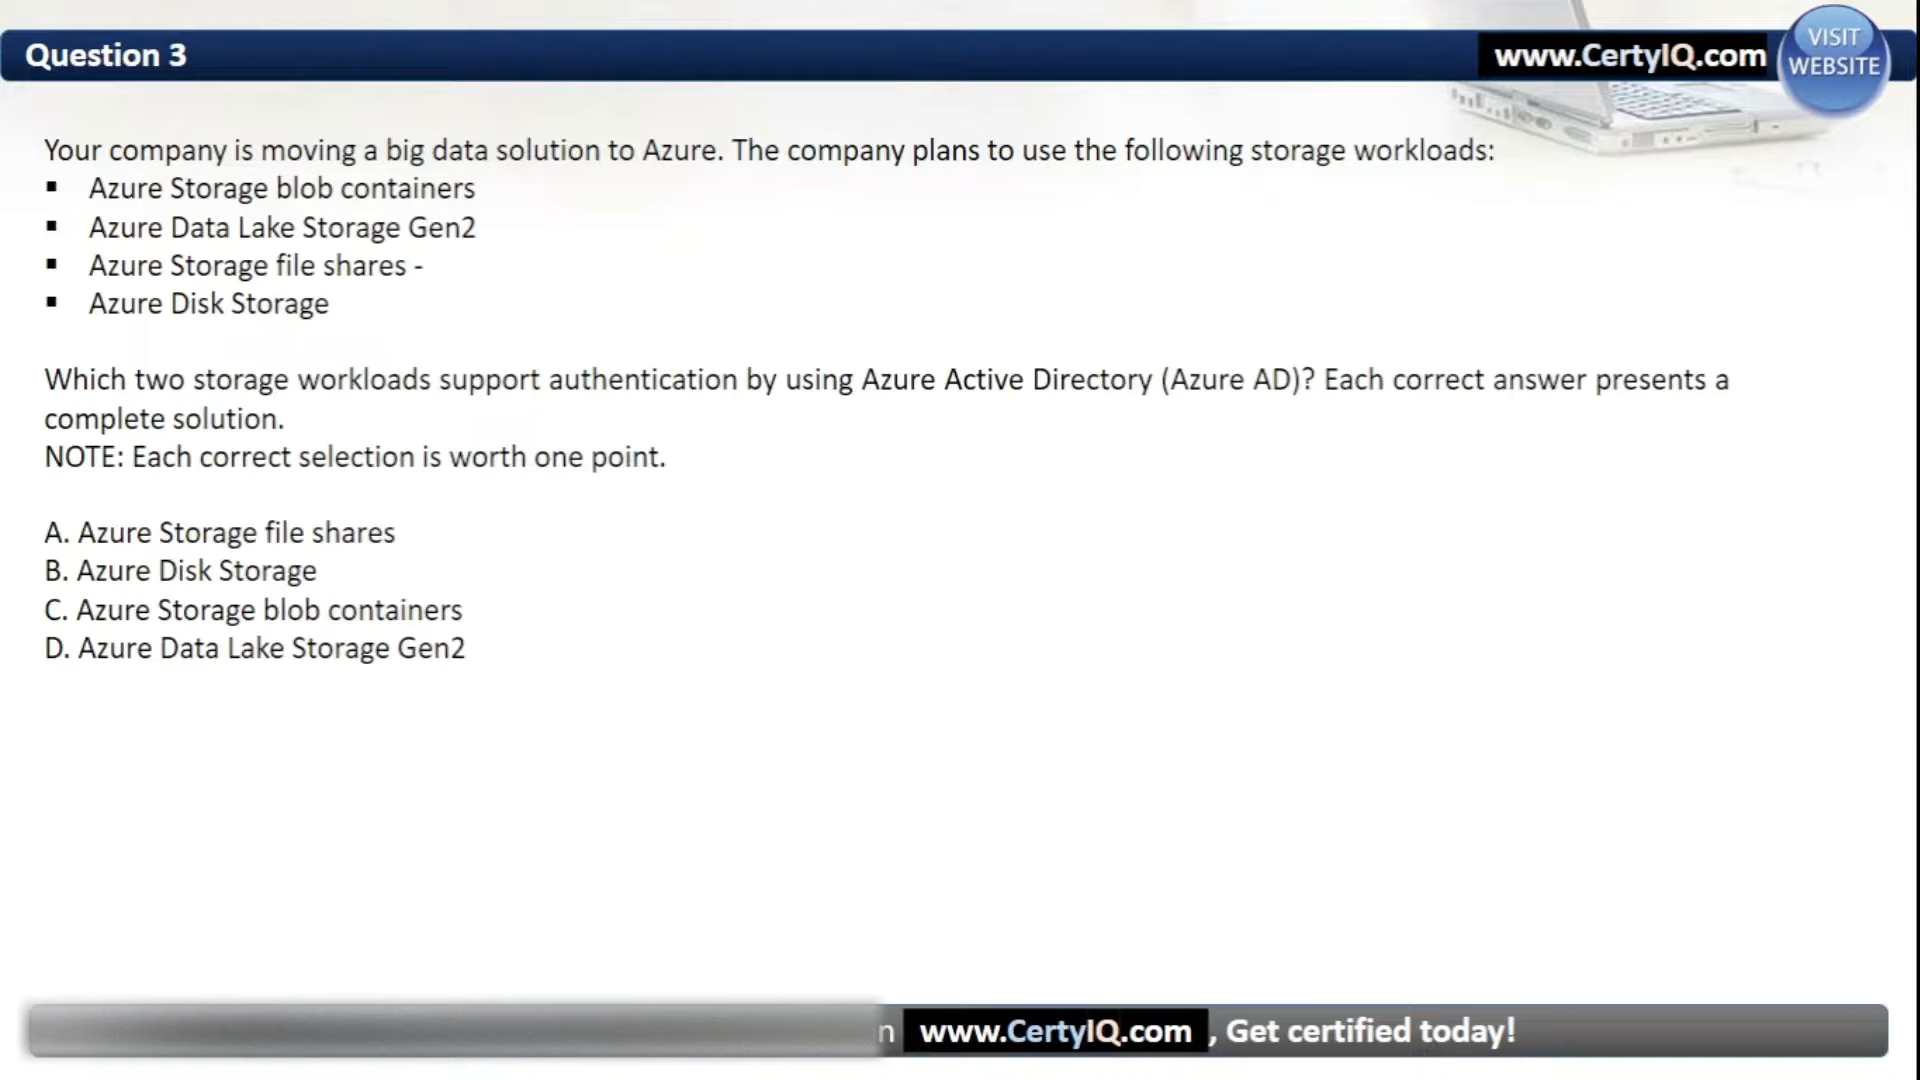 Question 3
www.CertyIQ.com
VISIT
WEBSITE
Your company is moving a big data solution to Azure. The company plans to use the following storage workloads:
▪ Azure Storage blob containers
▪ Azure Data Lake Storage Gen2
▪ Azure Storage file shares -
▪ Azure Disk Storage
Which two storage workloads support authentication by using Azure Active Directory (Azure AD)? Each correct answer presents a
complete solution.
NOTE: Each correct selection is worth one point.
A. Azure Storage file shares
B. Azure Disk Storage
C. Azure Storage blob containers
D. Azure Data Lake Storage Gen2
n www.CertyIQ.com , Get certified today!